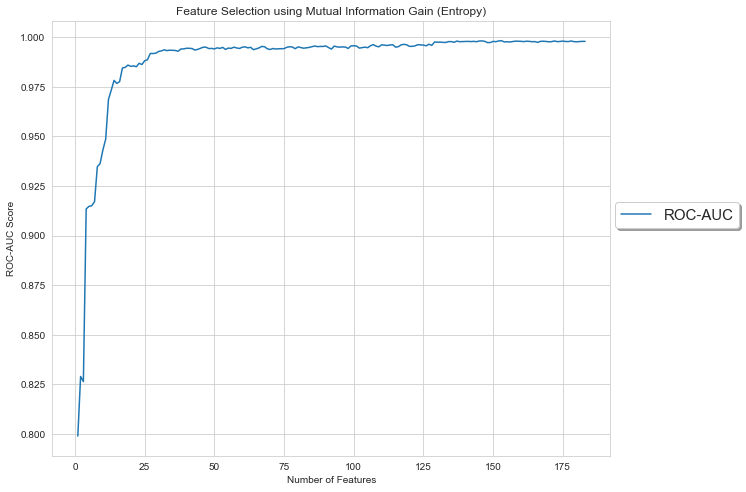 Feature Selection using Mutual Information Gain (Entropy)
1.000
0.975
0.950
0.925
0.900
0.875
0.850
0.825
0.800
ROC-AUC Score
0 25 50 75 100 125 150 175
Number of Features
ROC-AUC